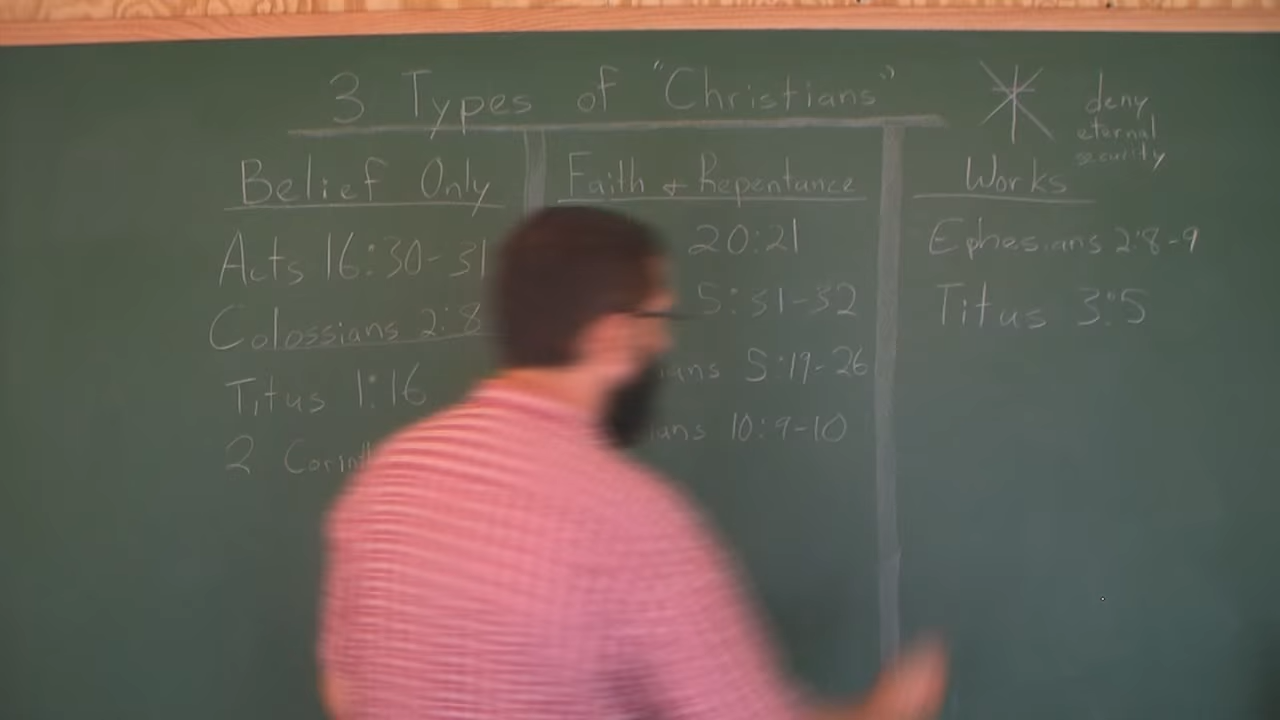 3 Types of "Christians"
deny
eternal
security
Belief Only
Acts 16:30-31
Colossians 2:8
Titus 1:16
2
Faith & Repentance
20:21
5:31-32
5:19-26
10:9-10
Works
Ephesians 2:8-9
Titus 3:5